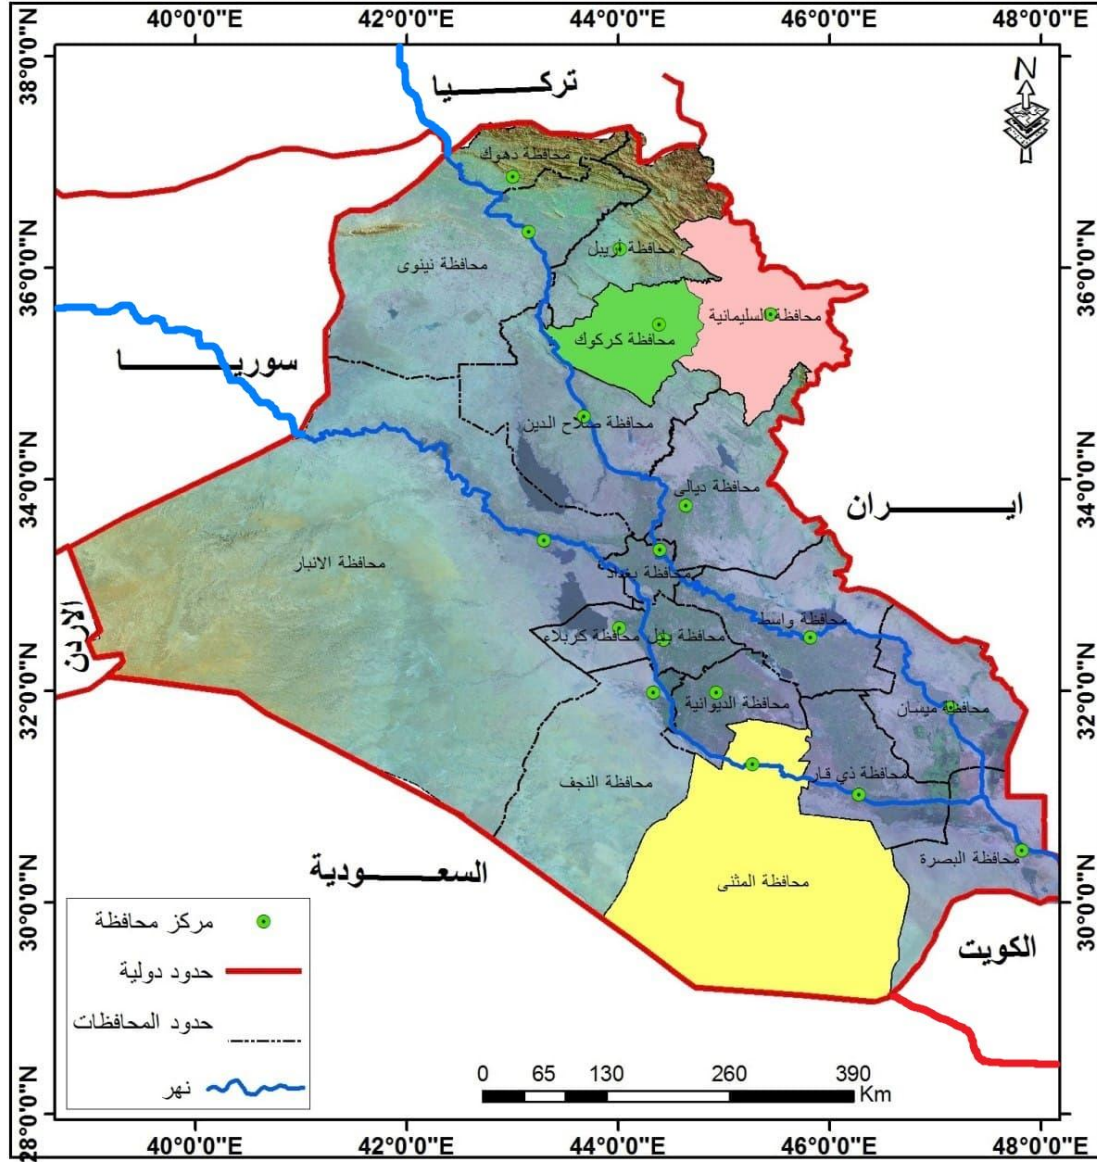 40°0'0"E 42°0'0"E 44°0'0"E 46°0'0"E 48°0'0"E
38°0'0"N
36°0'0"N
34°0'0"N
32°0'0"N
30°0'0"N
28°0'0"N
N
تركــــــيا
محافظة دهوك
محافظة نينوى
محافظة أربيل
محافظة السليمانية
محافظة كركوك
سوريــــــا
محافظة صلاح الدين
محافظة ديالى
ايــــــران
محافظة الانبار
محافظة بغداد
الاردن
محافظة واسط
محافظة بابل
محافظة كربلاء
محافظة الديوانية
محافظة ميسان
محافظة النجف
محافظة ذي قار
محافظة البصرة
السعــــــودية
محافظة المثنى
الكويت
36°0'0"N
34°0'0"N
32°0'0"N
30°0'0"N
مركز محافظة
حدود دولية
حدود المحافظات
نهر
0 65 130 260 390
Km
40°0'0"E 42°0'0"E 44°0'0"E 46°0'0"E 48°0'0"E